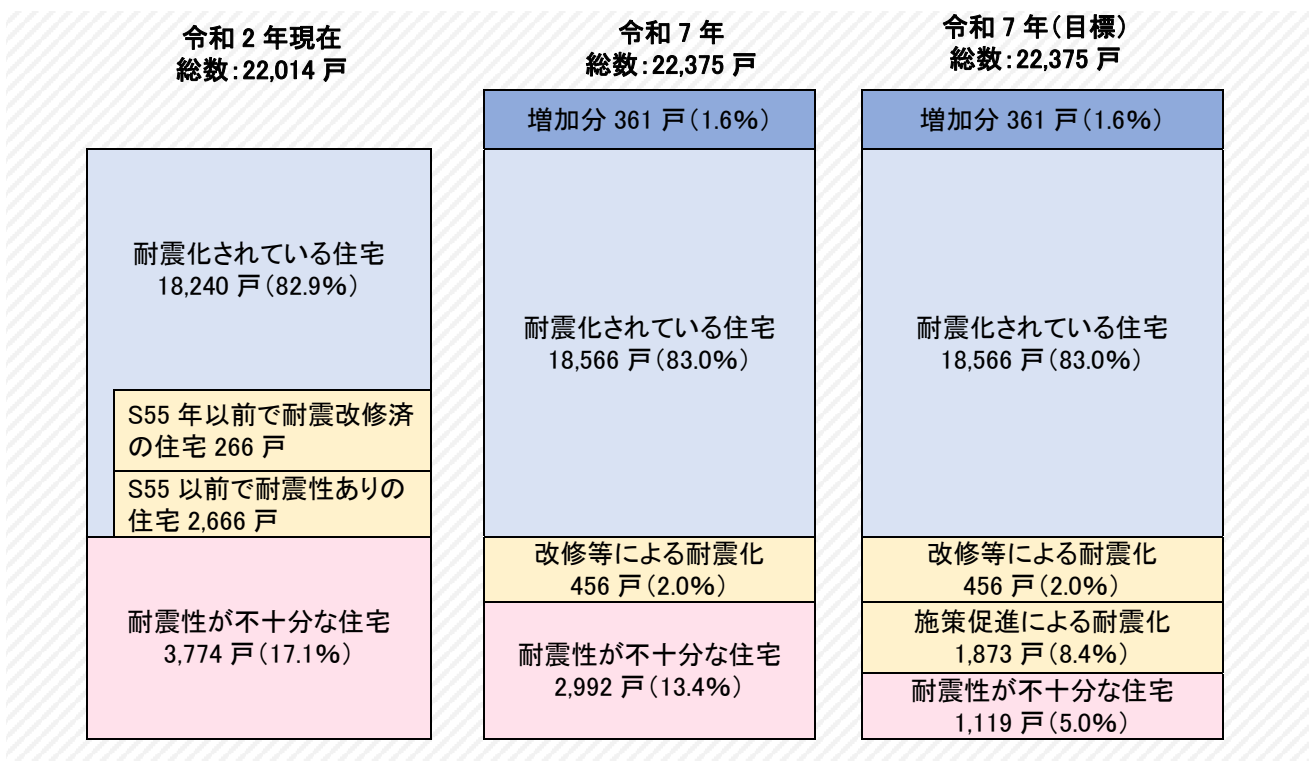 令和 2 年現在
総数：22,014 戸
耐震化されている住宅
18,240 戸（82.9％）
S55 年以前で耐震改修済
の住宅 266 戸
S55 以前で耐震性ありの
住宅 2,666 戸
耐震性が不十分な住宅
3,774 戸（17.1％）
令和 7 年
総数：22,375 戸
増加分 361 戸（1.6％）
耐震化されている住宅
18,566 戸（83.0％）
改修等による耐震化
456 戸（2.0％）
耐震性が不十分な住宅
2,992 戸（13.4％）
令和 7 年（目標）
総数：22,375 戸
増加分 361 戸（1.6％）
耐震化されている住宅
18,566 戸（83.0％）
改修等による耐震化
456 戸（2.0％）
施策促進による耐震化
1,873 戸（8.4％）
耐震性が不十分な住宅
1,119 戸（5.0％）